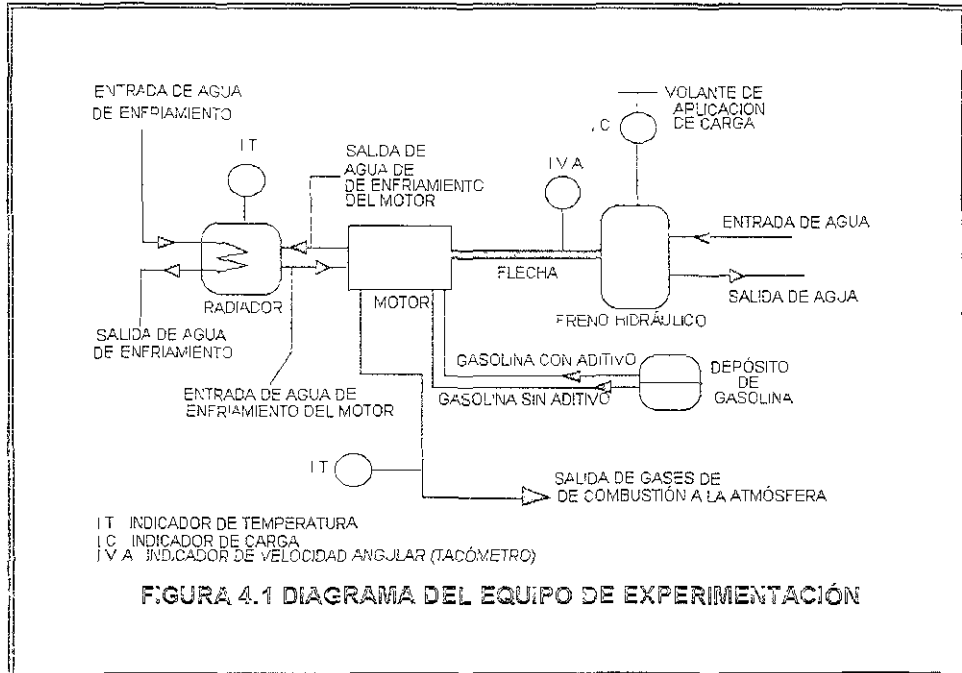 ENTRADA DE AGUA
DE ENFRIAMIENTO
I T
SALIDA DE
AGUA DE
DE ENFRIAMIENTO
DEL MOTOR
I V A
I C
VOLANTE DE
APLICACION
DE CARGA
ENTRADA DE AGUA
SALIDA DE AGUA
FLECHA
MOTOR
RADIADOR
FRENO HIDRÁULICO
SALIDA DE AGUA
DE ENFRIAMIENTO
ENTRADA DE AGUA DE
ENFRIAMIENTO DEL MOTOR
GASOLINA CON ADITIVO
GASOLINA SIN ADITIVO
DEPÓSITO
DE
GASOLINA
I T
SALIDA DE GASES DE
DE COMBUSTIÓN A LA ATMÓSFERA
I T INDICADOR DE TEMPERATURA
I C INDICADOR DE CARGA
I V A INDICADOR DE VELOCIDAD ANGULAR (TACÓMETRO)
FIGURA 4.1 DIAGRAMA DEL EQUIPO DE EXPERIMENTACIÓN